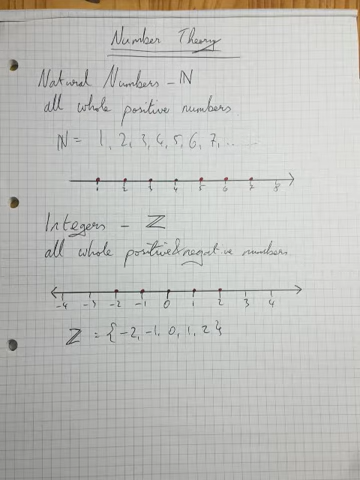 Number Theory
Natural Numbers - ℕ
all whole positive numbers
ℕ = 1, 2, 3, 4, 5, 6, 7, ... ...
1 2 3 4 5 6 7 8
Integers - ℤ
all whole positive & negative numbers
-4 -3 -2 -1 0 1 2 3 4
ℤ = {-2, -1, 0, 1, 2}